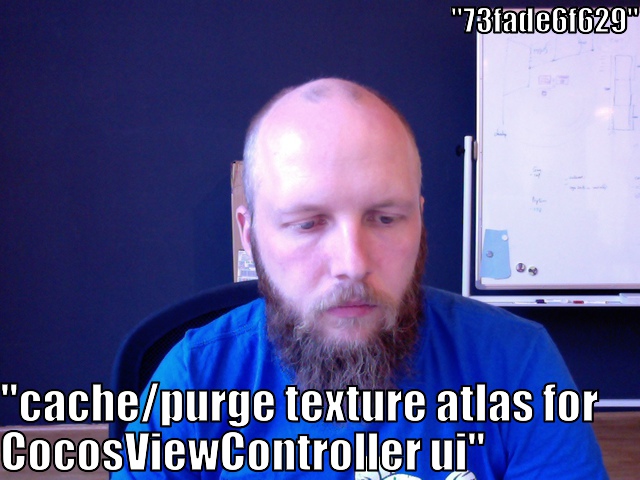 "73fade6f629"
"cache/purge texture atlas for
CocosViewController ui"